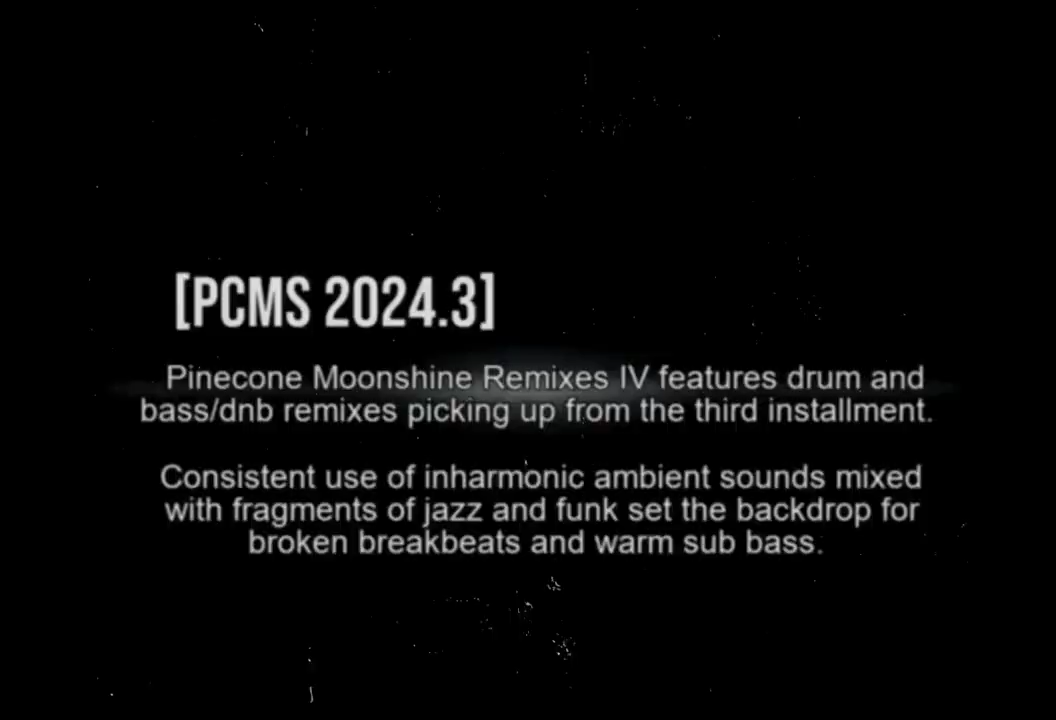 [PCMS 2024.3]
Pinecone Moonshine Remixes IV features drum and
bass/dnb remixes picking up from the third installment.
Consistent use of inharmonic ambient sounds mixed
with fragments of jazz and funk set the backdrop for
broken breakbeats and warm sub bass.